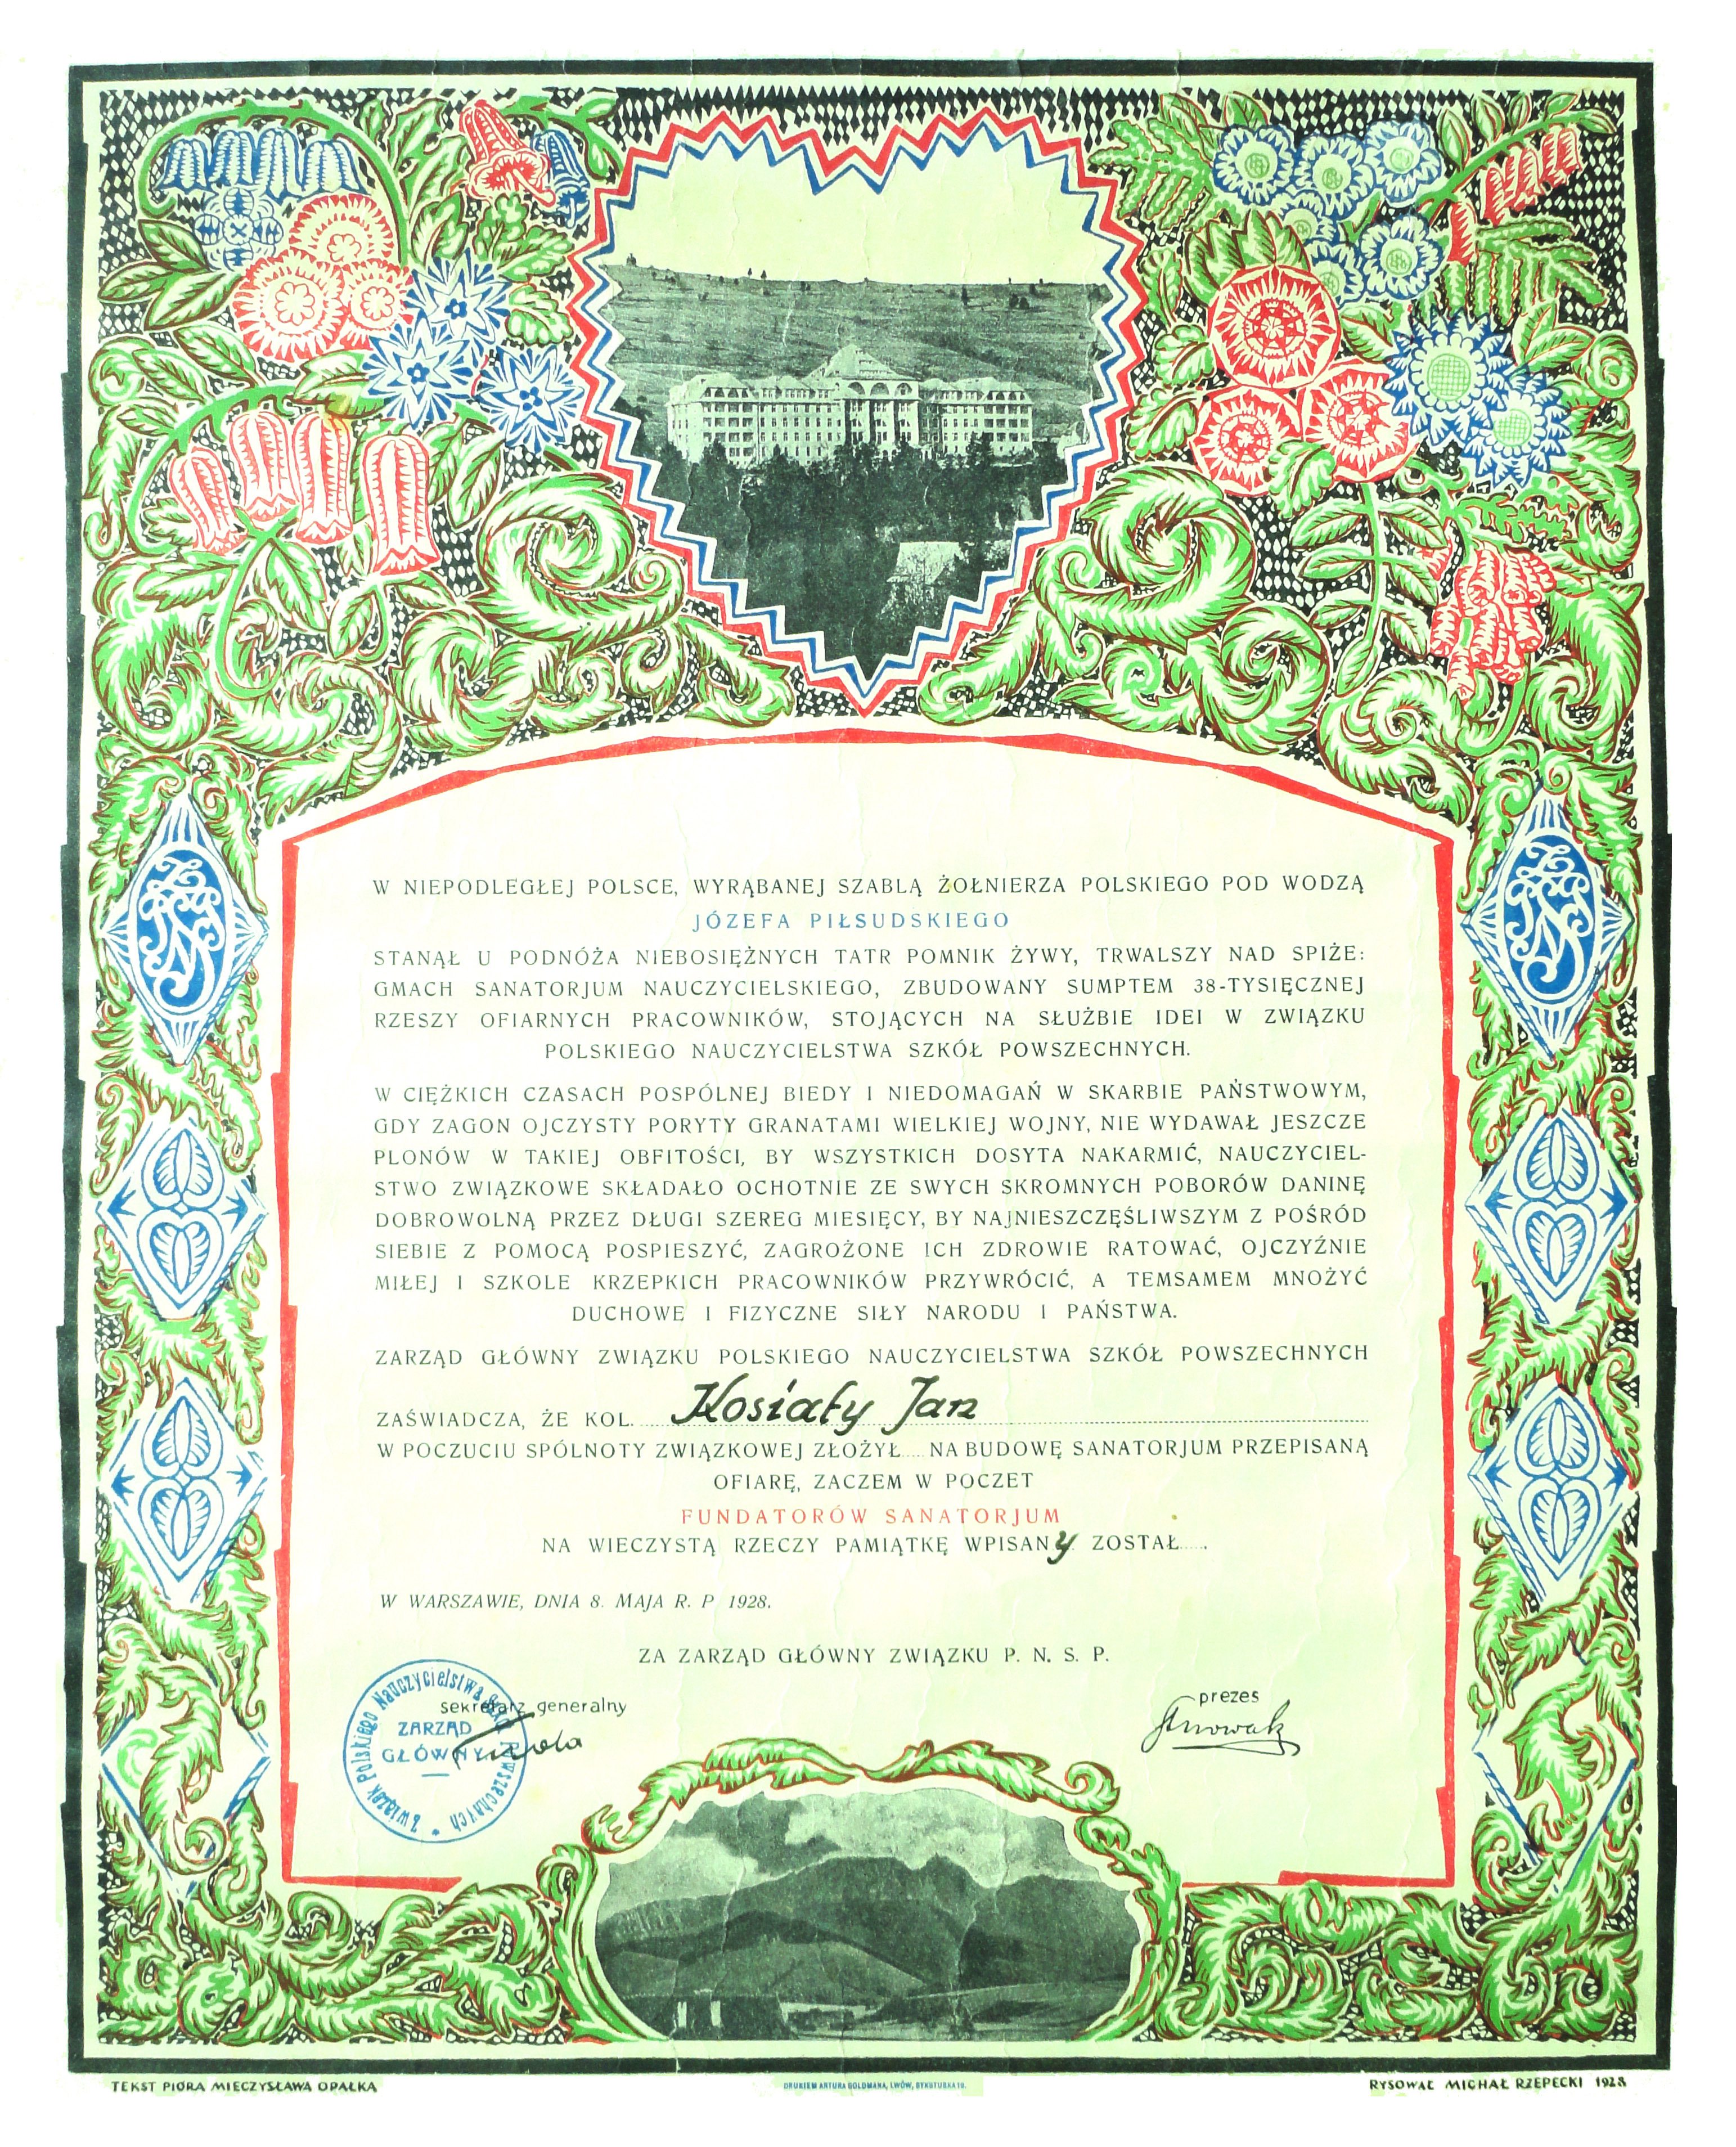 W NIEPODLEGŁEJ POLSCE, WYRĄBANEJ SZABLĄ ŻOŁNIERZA POLSKIEGO POD WODZĄ
JÓZEFA PIŁSUDSKIEGO
STANĄŁ U PODNÓŻA NIEBOSIĘŻNYCH TATR POMNIK ŻYWY, TRWALSZY NAD SPIŻE:
GMACH SANATORJUM NAUCZYCIELSKIEGO, ZBUDOWANY SUMPTEM 38-TYSIĘCZNEJ
RZESZY OFIARNYCH PRACOWNIKÓW, STOJĄCYCH NA SŁUŻBIE IDEI W ZWIĄZKU
POLSKIEGO NAUCZYCIELSTWA SZKÓŁ POWSZECHNYCH.
W CIĘŻKICH CZASACH POSPÓLNEJ BIEDY I NIEDOMAGAŃ W SKARBIE PAŃSTWOWYM,
GDY ZAGON OJCZYSTY PORYTY GRANATAMI WIELKIEJ WOJNY, NIE WYDAWAŁ JESZCZE
PLONÓW W TAKIEJ OBFITOŚCI, BY WSZYSTKICH DOSYTA NAKARMIĆ, NAUCZYCIEL-
STWO ZWIĄZKOWE SKŁADAŁO OCHOTNIE ZE SWYCH SKROMNYCH POBORÓW DANINĘ
DOBROWOLNĄ PRZEZ DŁUGI SZEREG MIESIĘCY, BY NAJNIESZCZĘŚLIWSZYM Z POŚRÓD
SIEBIE Z POMOCĄ POSPIESZYĆ, ZAGROŻONE ICH ZDROWIE RATOWAĆ, OJCZYŹNIE
MIŁEJ I SZKOLE KRZEPKICH PRACOWNIKÓW PRZYWRÓCIĆ, A TEMSAMEM MNOŻYĆ
DUCHOWE I FIZYCZNE SIŁY NARODU I PAŃSTWA.
ZARZĄD GŁÓWNY ZWIĄZKU POLSKIEGO NAUCZYCIELSTWA SZKÓŁ POWSZECHNYCH
ZAŚWIADCZA, ŻE KOL. Kosiały Jan
W POCZUCIU SPÓLNOTY ZWIĄZKOWEJ ZŁOŻYŁ.... NA BUDOWĘ SANATORJUM PRZEPISANĄ
OFIARĘ, ZACZEM W POCZET
FUNDATORÓW SANATORJUM
NA WIECZYSTĄ RZECZY PAMIĄTKĘ WPISANY ZOSTAŁ.....
W WARSZAWIE, DNIA 8. MAJA R. P 1928.
ZA ZARZĄD GŁÓWNY ZWIĄZKU P. N. S. P.
sekretarz generalny
prezes
Związek Polskiego Nauczycielstwa Szkół Powszechnych
ZARZĄD
GŁÓWNY
Stnowak
TEKST PIÓRA MIECZYSŁAWA OPAŁKA
DRUKIEM ARTURA GOLDMANA, LWÓW, SYKSTUSKA 19.
RYSOWAŁ MICHAŁ RZEPECKI 1928